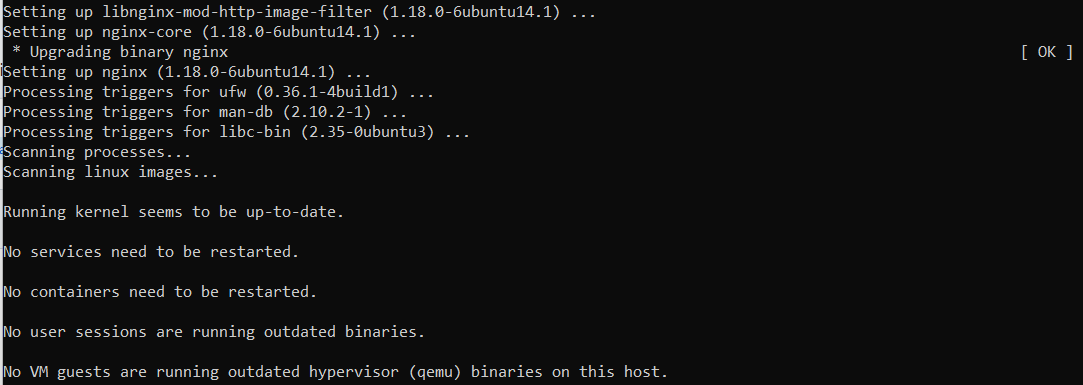 Setting up libnginx-mod-http-image-filter (1.18.0-6ubuntu14.1) ...
Setting up nginx-core (1.18.0-6ubuntu14.1) ...
 * Upgrading binary nginx [ OK ]
Setting up nginx (1.18.0-6ubuntu14.1) ...
Processing triggers for ufw (0.36.1-4build1) ...
Processing triggers for man-db (2.10.2-1) ...
Processing triggers for libc-bin (2.35-0ubuntu3) ...
Scanning processes...
Scanning linux images...
Running kernel seems to be up-to-date.
No services need to be restarted.
No containers need to be restarted.
No user sessions are running outdated binaries.
No VM guests are running outdated hypervisor (qemu) binaries on this host.